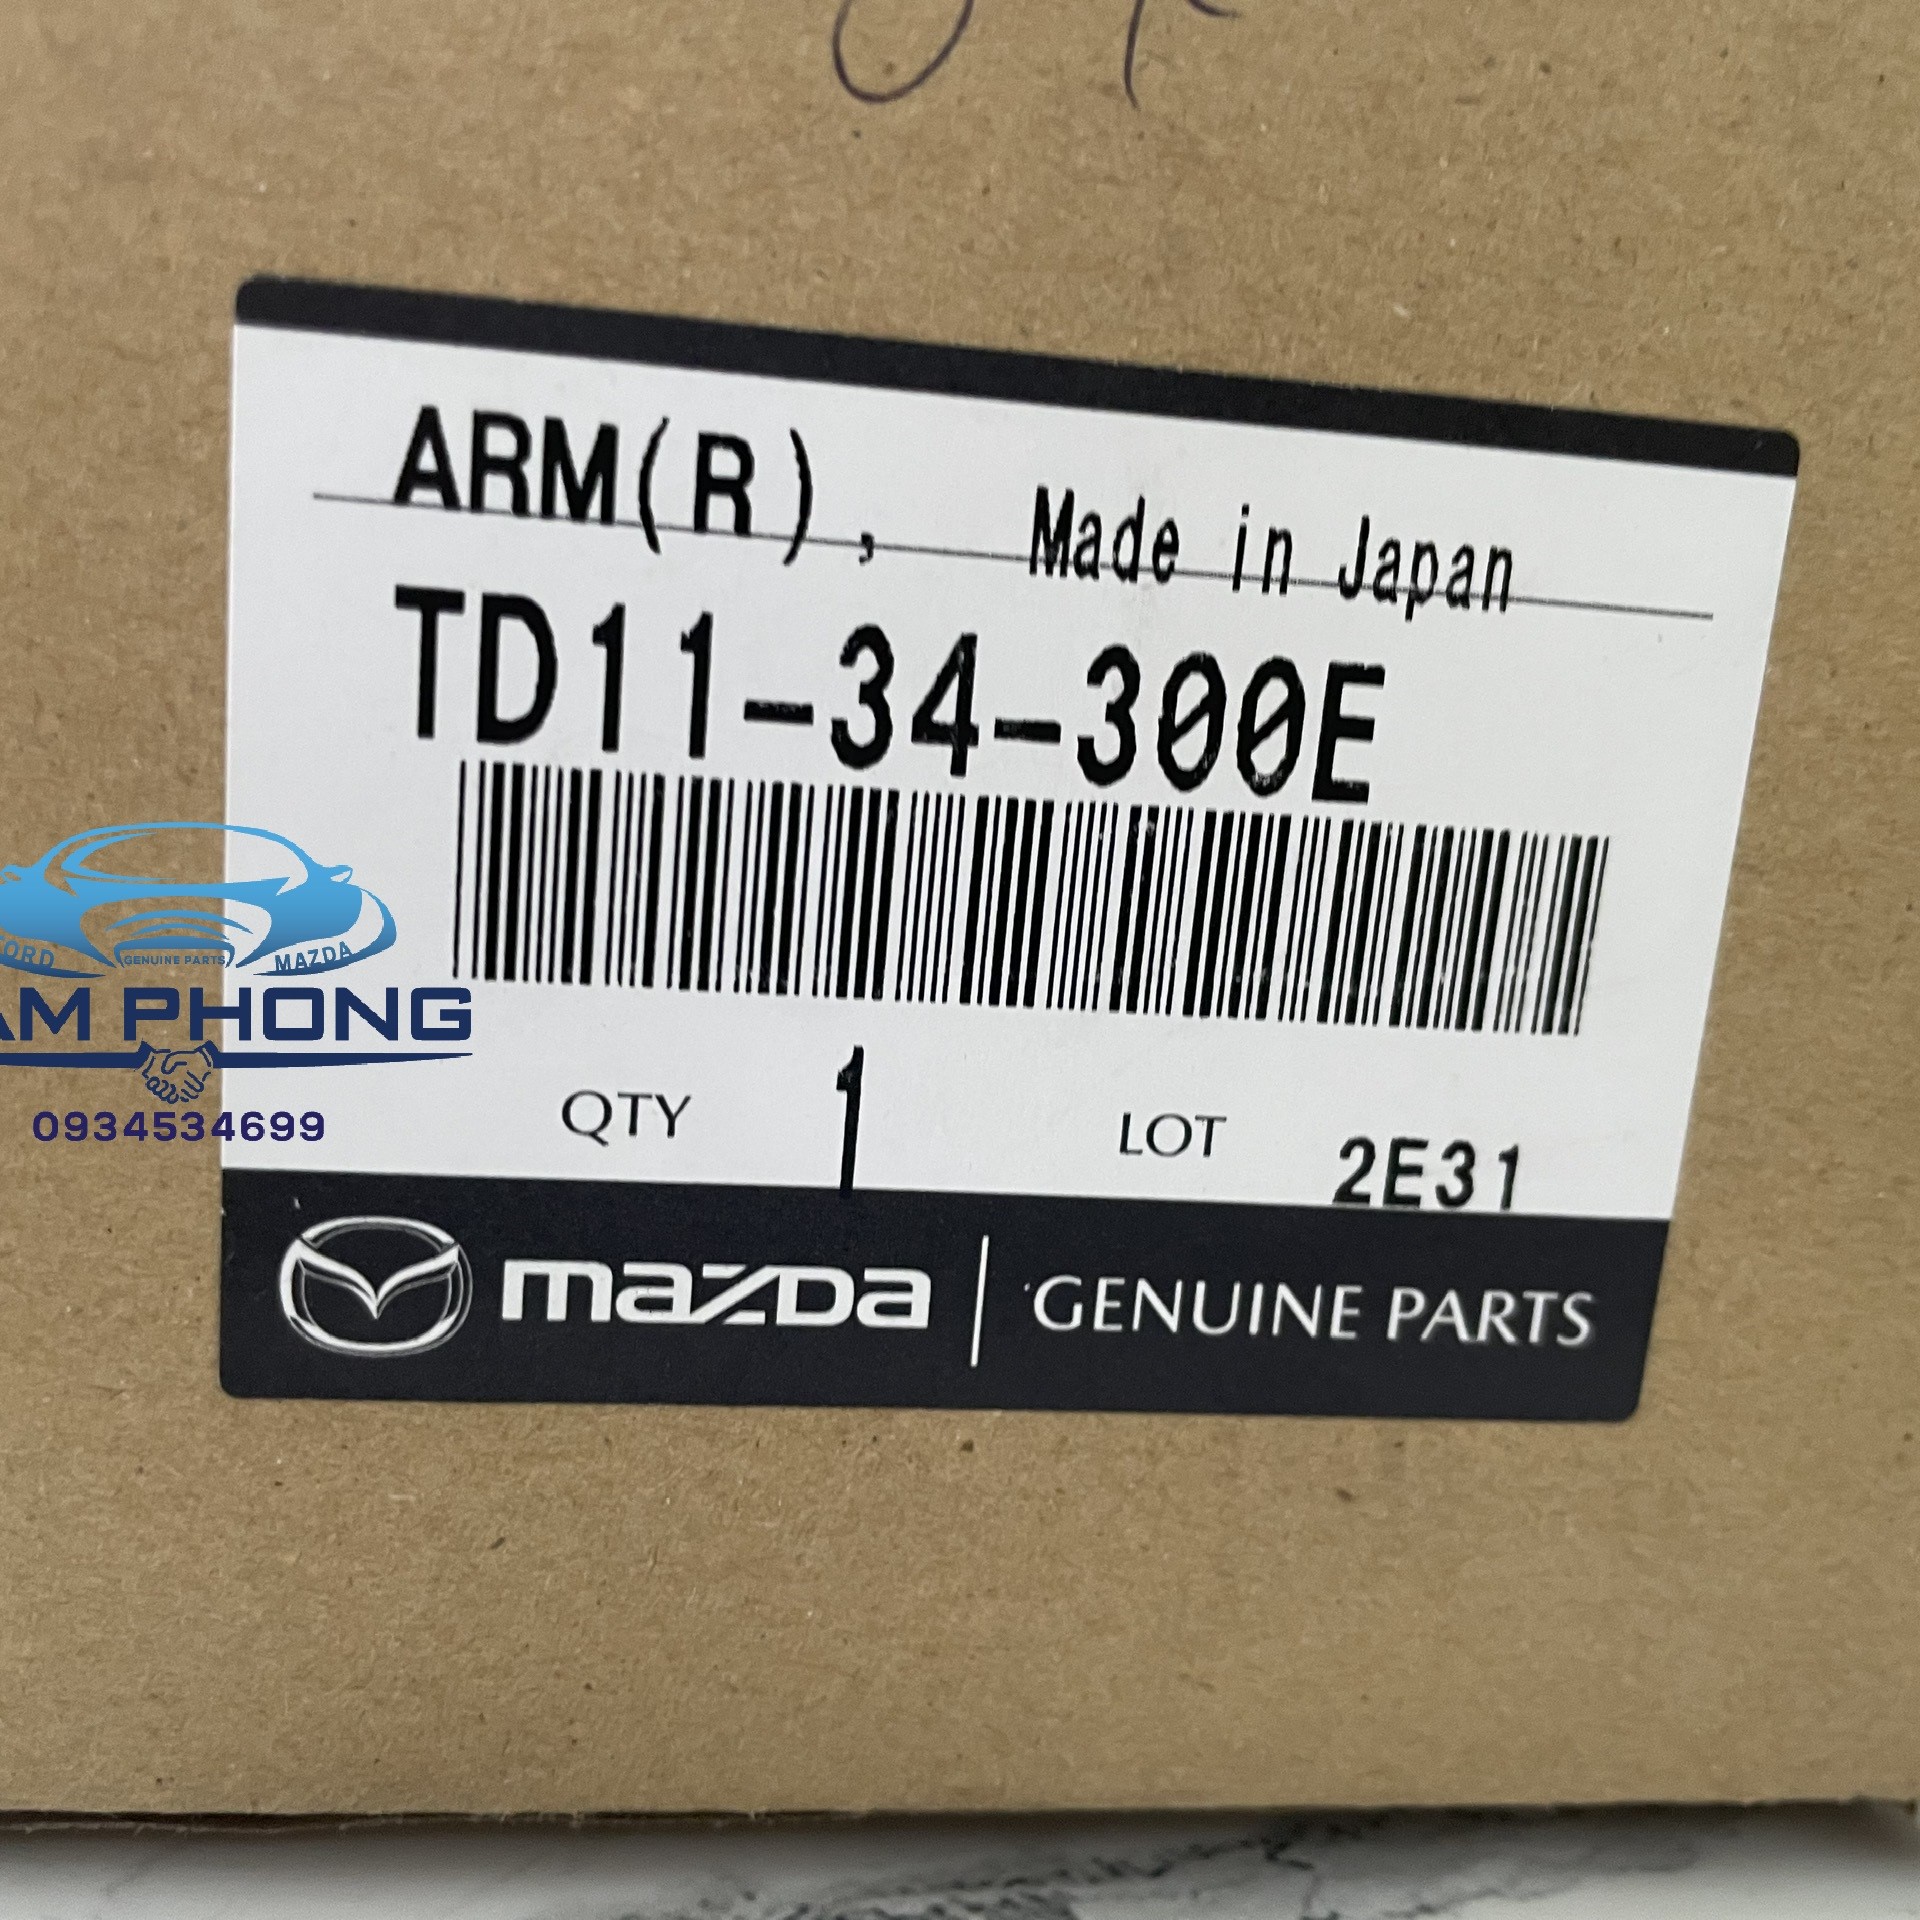 ARM(R), Made in Japan
TD11-34-300E
GENUINE PARTS
MAZDA
PHONG
0934534699
QTY 1 LOT 2E31
mazda | GENUINE PARTS